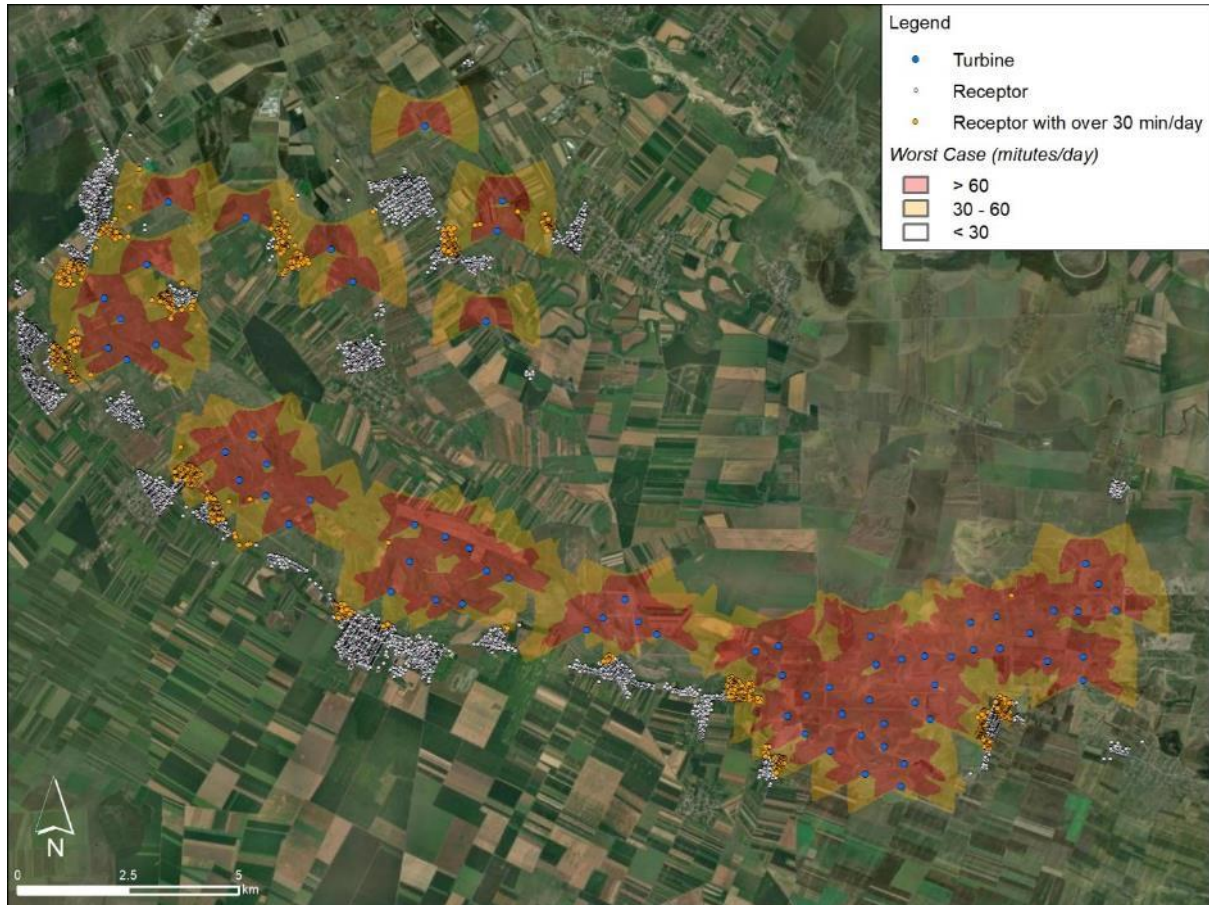 Legend
Turbine
Receptor
Receptor with over 30 min/day
Worst Case (mitutes/day)
> 60
30 - 60
< 30
N
0 2.5 5
km